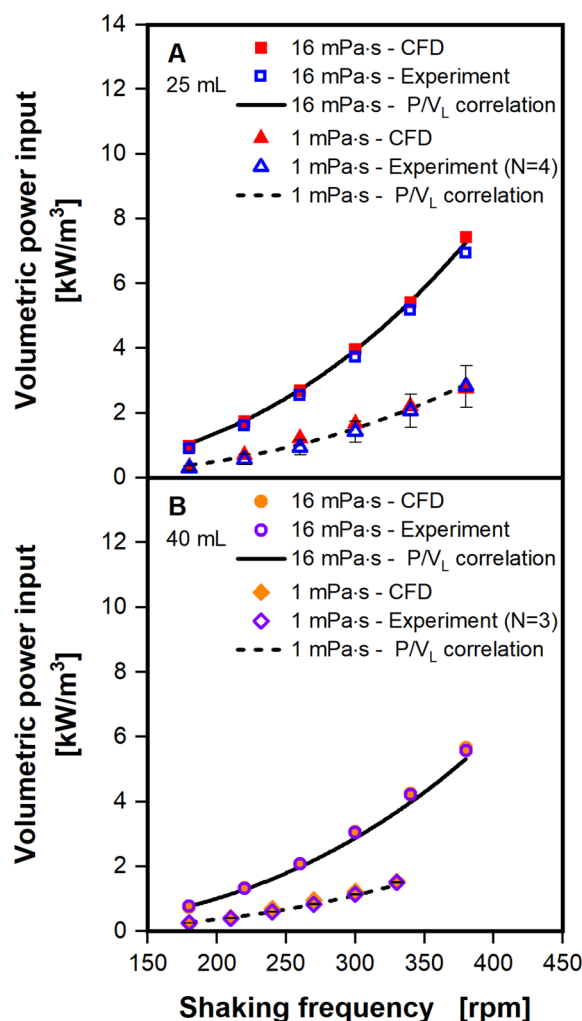 14
12
10
8
6
4
2
0
A
25 mL
16 mPa·s - CFD
16 mPa·s - Experiment
16 mPa·s - P/VL correlation
1 mPa·s - CFD
1 mPa·s - Experiment (N=4)
1 mPa·s - P/VL correlation
Volumetric power input
[kW/m³]
B
40 mL
16 mPa·s - CFD
16 mPa·s - Experiment
16 mPa·s - P/VL correlation
1 mPa·s - CFD
1 mPa·s - Experiment (N=3)
1 mPa·s - P/VL correlation
12
10
8
6
4
2
0
Volumetric power input
[kW/m³]
150 200 250 300 350 400 450
Shaking frequency [rpm]